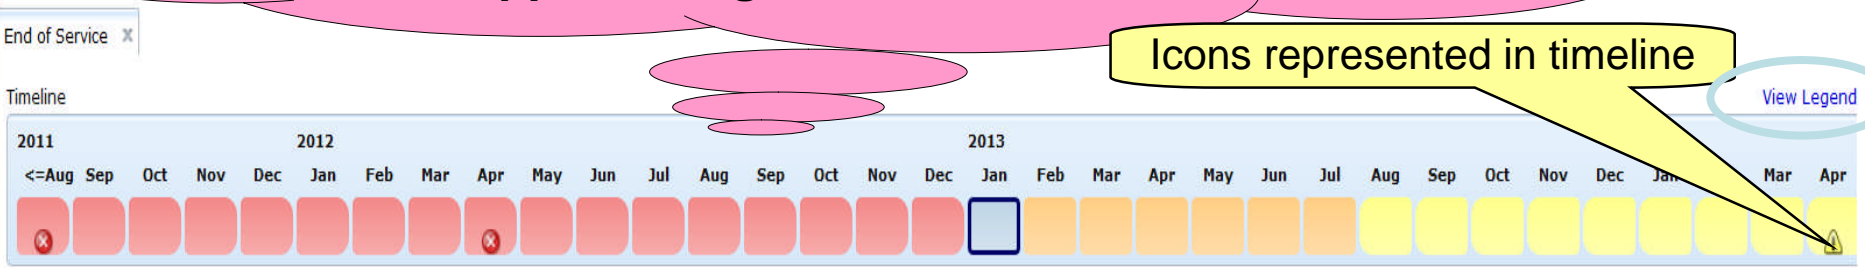 End of Service x
Icons represented in timeline
Timeline
View Legend
2011 2012 2013
<=Aug Sep Oct Nov Dec Jan Feb Mar Apr May Jun Jul Aug Sep Oct Nov Dec Jan Feb Mar Apr May Jun Jul Aug Sep Oct Nov Dec Jan Mar Apr